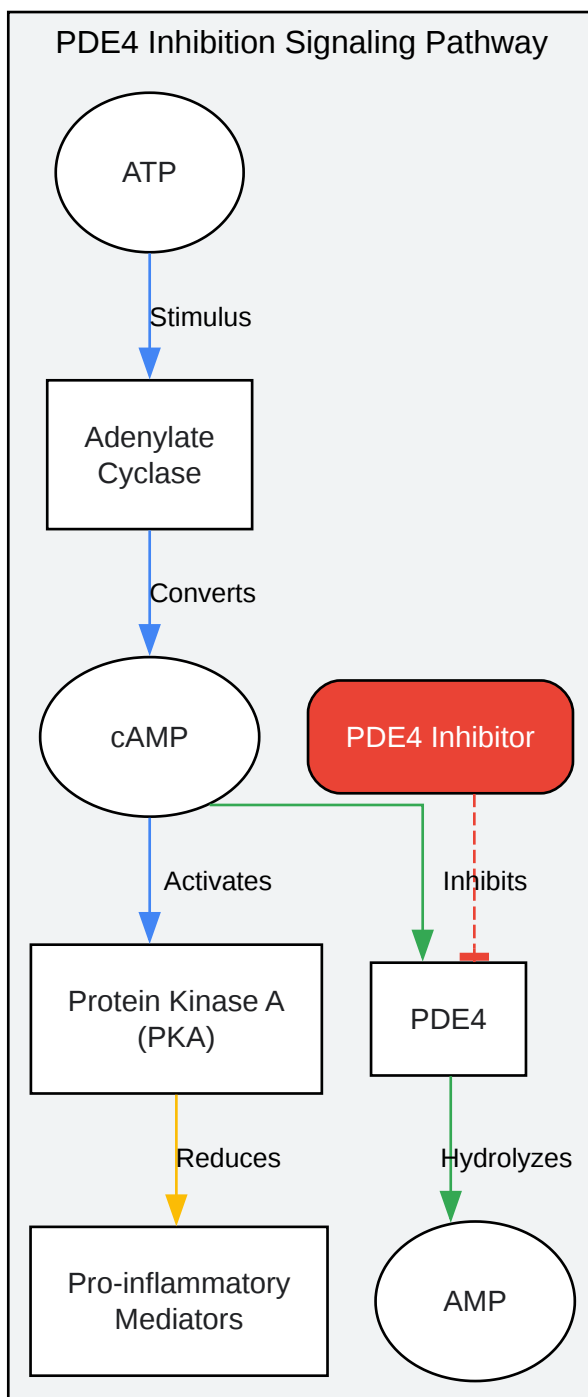 PDE4 Inhibition Signaling Pathway
ATP
Stimulus
Adenylate
Cyclase
Converts
cAMP
PDE4 Inhibitor
Activates
Inhibits
Protein Kinase A
(PKA)
PDE4
Reduces
Hydrolyzes
Pro-inflammatory
Mediators
AMP